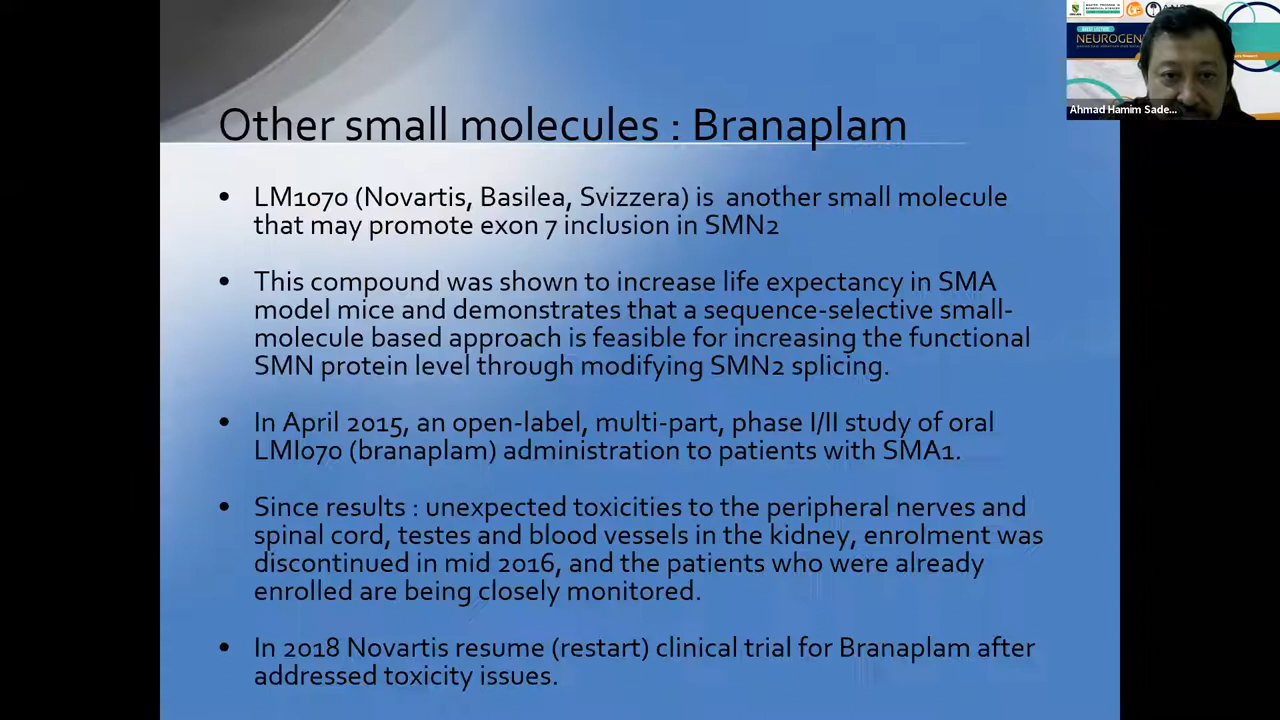 Other small molecules : Branaplam
• LM1070 (Novartis, Basilea, Svizzera) is another small molecule
that may promote exon 7 inclusion in SMN2
• This compound was shown to increase life expectancy in SMA
model mice and demonstrates that a sequence-selective small-
molecule based approach is feasible for increasing the functional
SMN protein level through modifying SMN2 splicing.
• In April 2015, an open-label, multi-part, phase I/II study of oral
LMI070 (branaplam) administration to patients with SMA1.
• Since results : unexpected toxicities to the peripheral nerves and
spinal cord, testes and blood vessels in the kidney, enrolment was
discontinued in mid 2016, and the patients who were already
enrolled are being closely monitored.
• In 2018 Novartis resume (restart) clinical trial for Branaplam after
addressed toxicity issues.
NEUROGEN
Ahmad Hamim Sade...